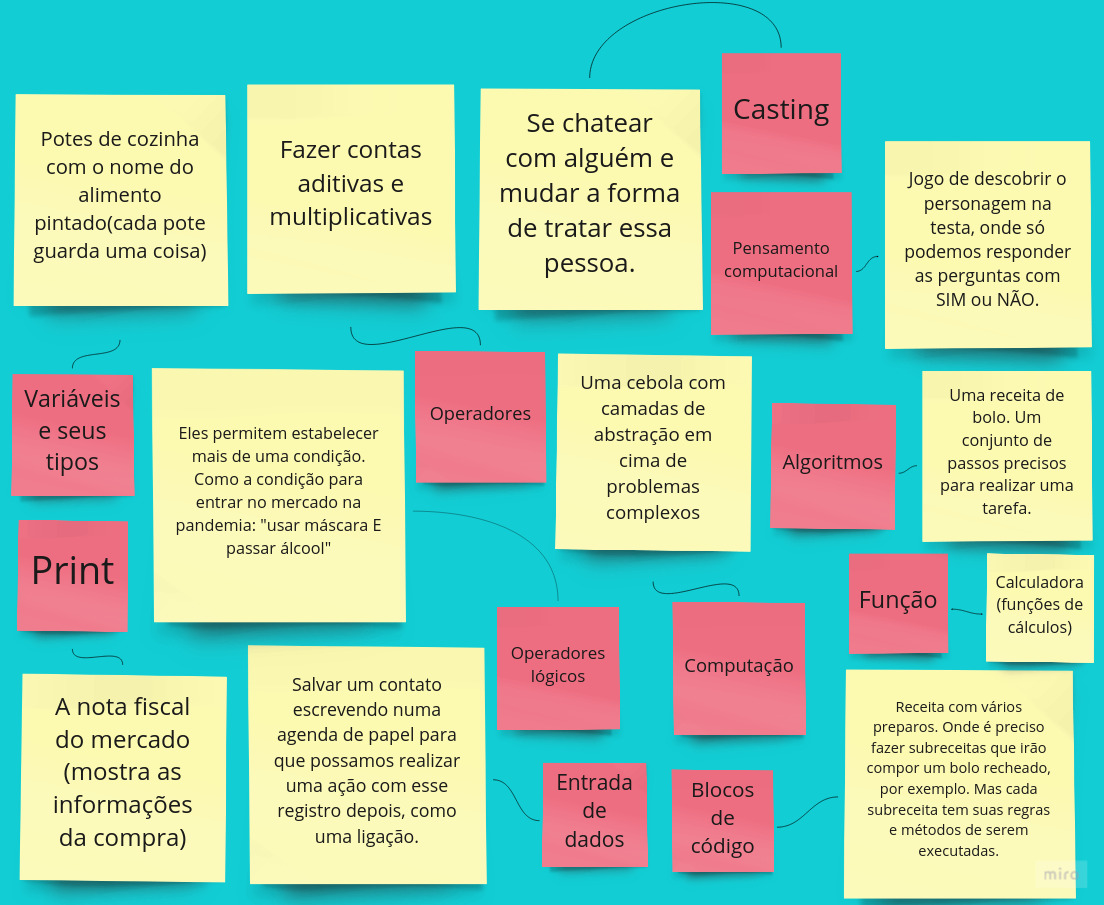 Casting
Potes de cozinha
com o nome do
alimento
pintado(cada pote
guarda uma coisa)
Fazer contas
aditivas e
multiplicativas
Se chatear
com alguém e
mudar a forma
de tratar essa
pessoa.
Pensamento
computacional
Jogo de descobrir o
personagem na
testa, onde só
podemos responder
as perguntas com
SIM ou NÃO.
Variáveis
e seus
tipos
Eles permitem estabelecer
mais de uma condição.
Como a condição para
entrar no mercado na
pandemia: "usar máscara E
passar álcool"
Operadores
Uma cebola com
camadas de
abstração em
cima de
problemas
complexos
Algoritmos
Uma receita de
bolo. Um
conjunto de
passos precisos
para realizar uma
tarefa.
Print
Função
Calculadora
(funções de
cálculos)
Operadores
lógicos
Computação
A nota fiscal
do mercado
(mostra as
informações
da compra)
Salvar um contato
escrevendo numa
agenda de papel para
que possamos realizar
uma ação com esse
registro depois, como
uma ligação.
Entrada
de
dados
Blocos
de
código
Receita com vários
preparos. Onde é preciso
fazer subreceitas que irão
compor um bolo recheado,
por exemplo. Mas cada
subreceita tem suas regras
e métodos de serem
executadas.
miro